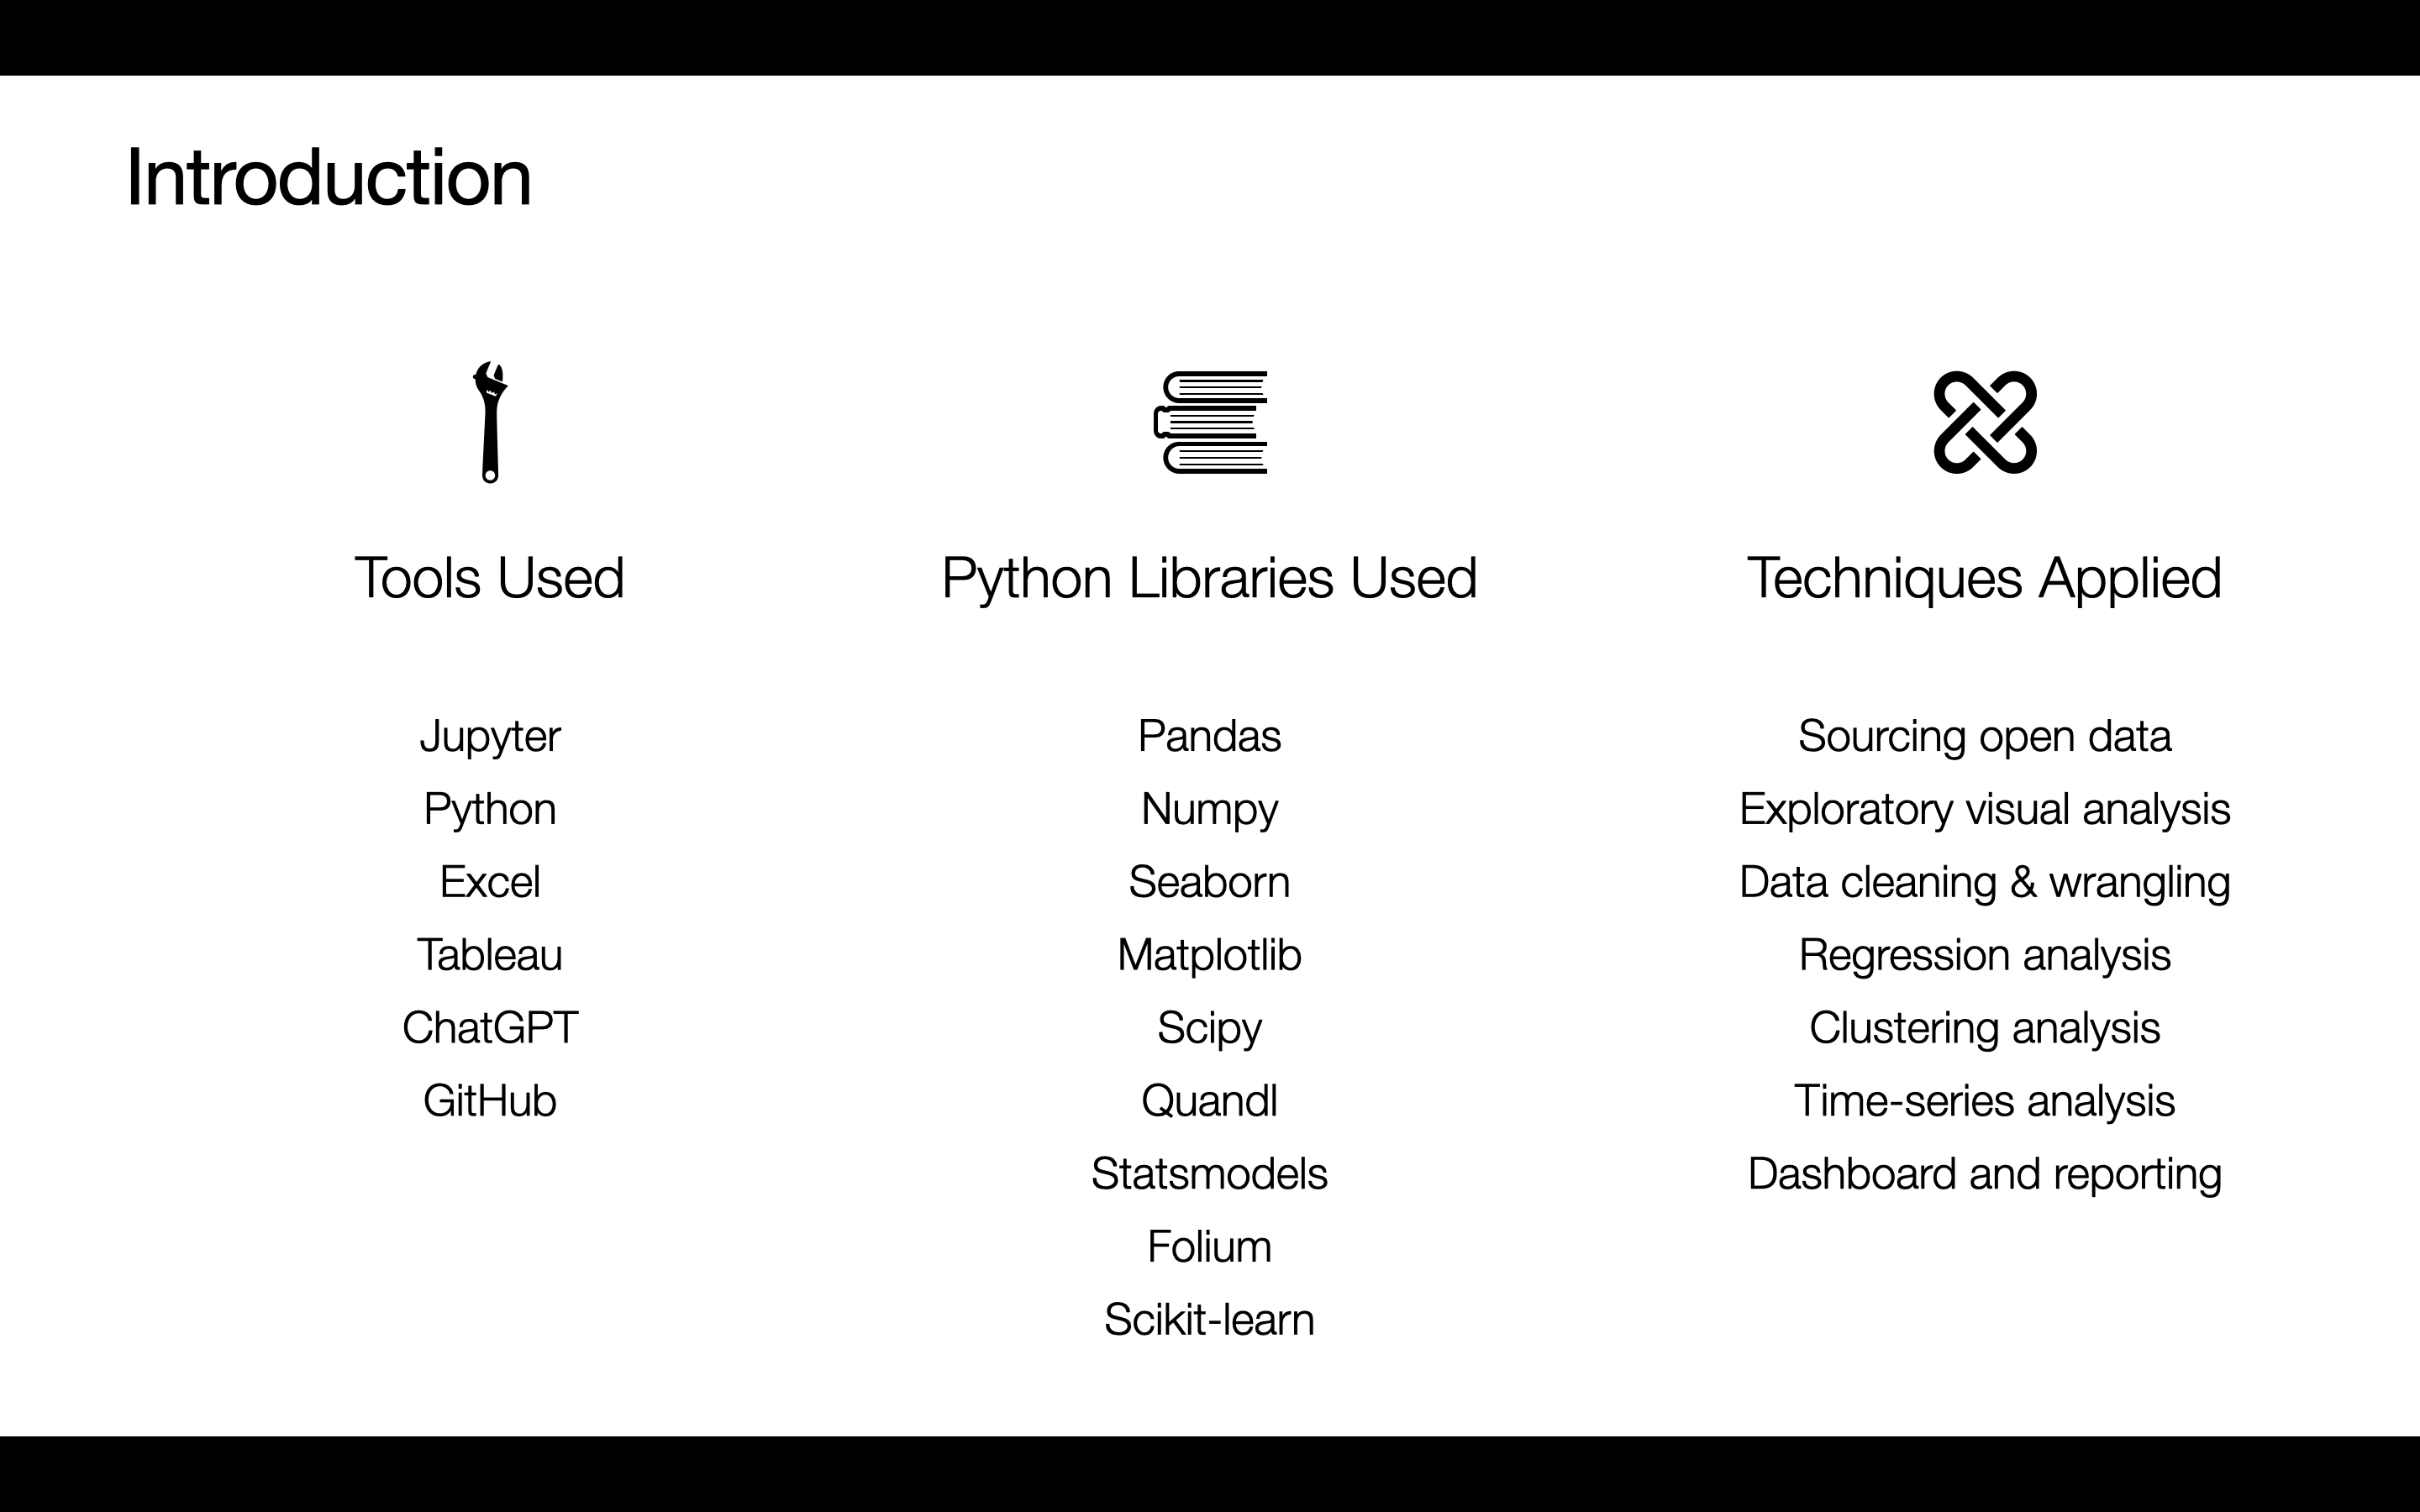 Introduction
Tools Used
Jupyter
Python
Excel
Tableau
ChatGPT
GitHub
Python Libraries Used
Pandas
Numpy
Seaborn
Matplotlib
Scipy
Quandl
Statsmodels
Folium
Scikit-learn
Techniques Applied
Sourcing open data
Exploratory visual analysis
Data cleaning & wrangling
Regression analysis
Clustering analysis
Time-series analysis
Dashboard and reporting